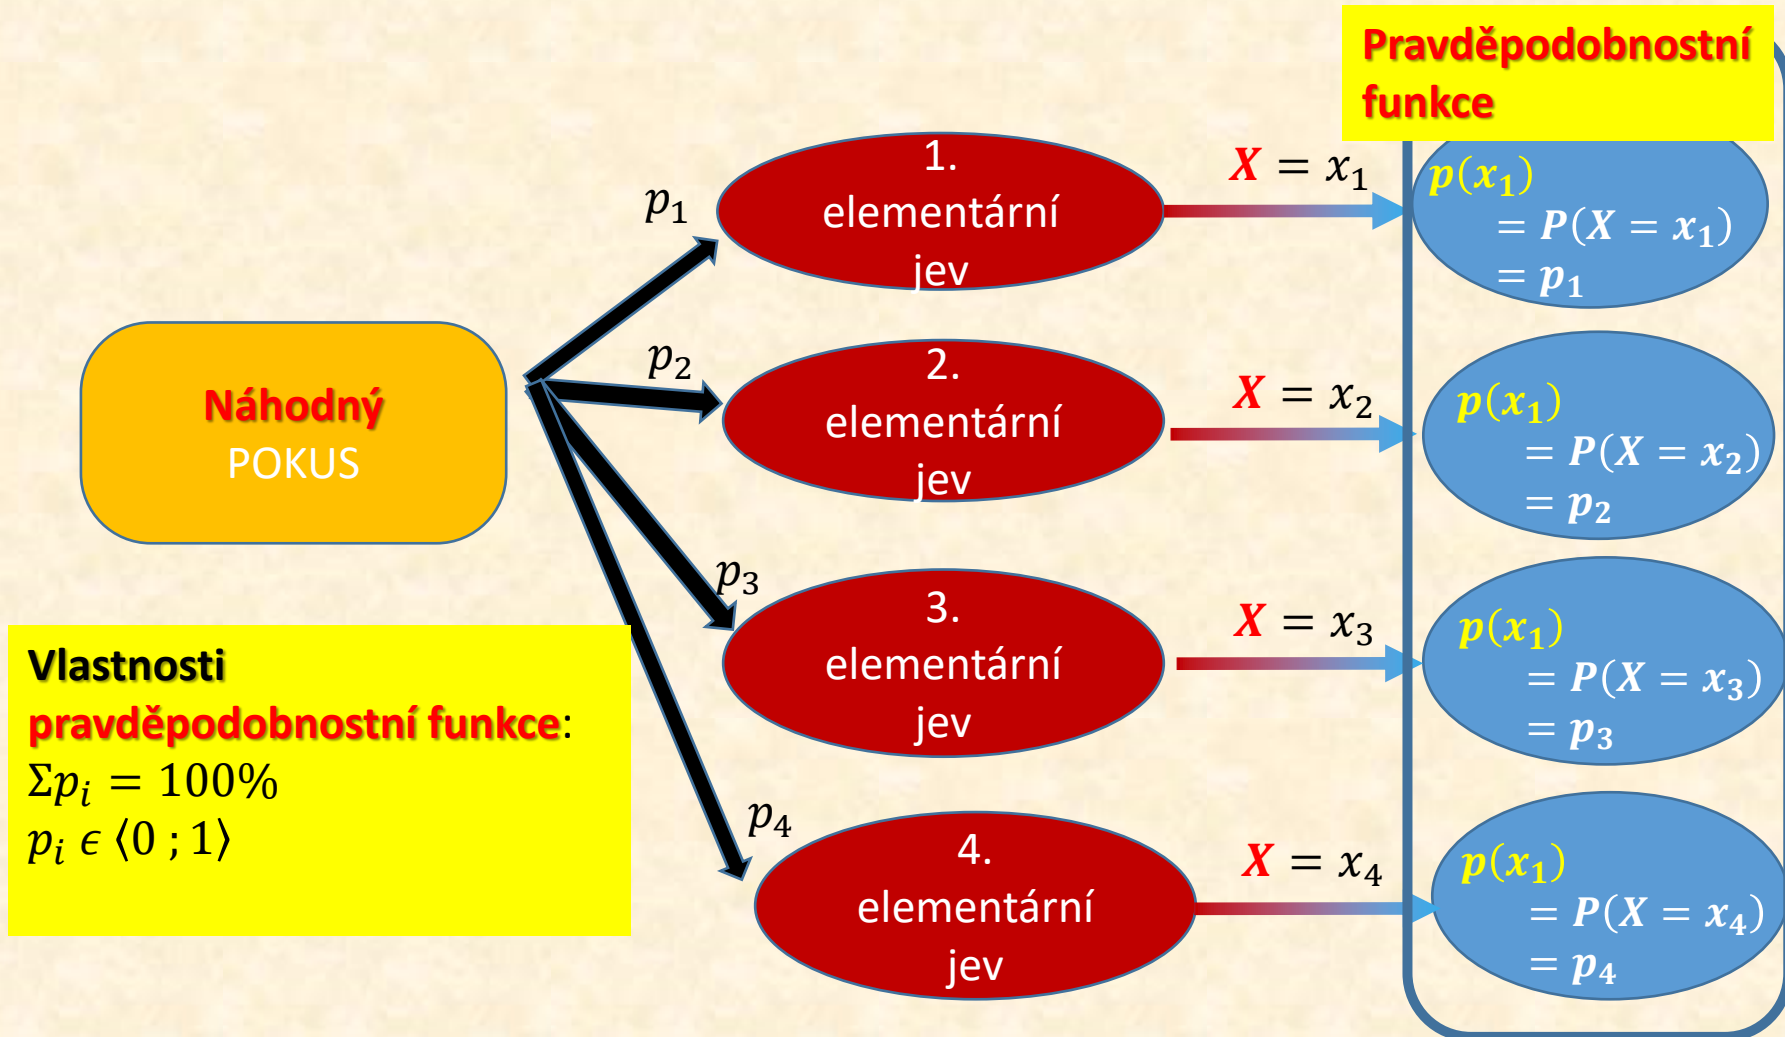 Pravděpodobnostní
funkce
Náhodný
POKUS
p₁
1.
elementární
jev
X = x₁
p(x₁)
= P(X = x₁)
= p₁
p₂
2.
elementární
jev
X = x₂
p(x₁)
= P(X = x₂)
= p₂
p₃
3.
elementární
jev
X = x₃
p(x₁)
= P(X = x₃)
= p₃
p₄
4.
elementární
jev
X = x₄
p(x₁)
= P(X = x₄)
= p₄
Vlastnosti
pravděpodobnostní funkce:
Σpᵢ = 100%
pᵢ ϵ ⟨0 ; 1⟩